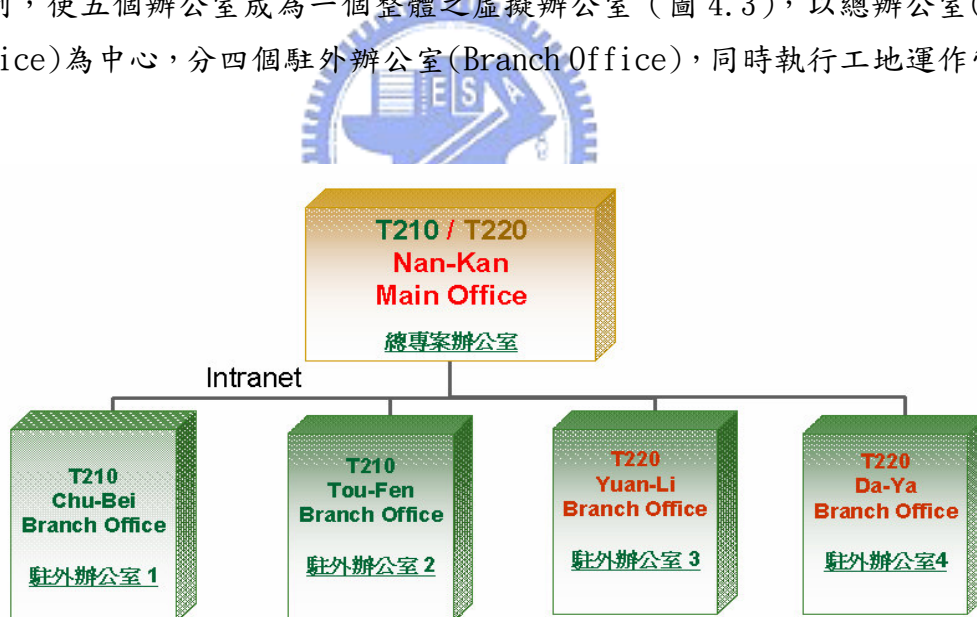 使五個辦公室成為一個整體之虛擬辦公室 (圖 4.3),以總辦公室(
ice)為中心,分四個駐外辦公室(Branch Office),同時執行工地運作
ESA
T210 / T220
Nan-Kan
Main Office
總專案辦公室
Intranet
T210
Chu-Bei
Branch Office
駐外辦公室 1
T210
Tou-Fen
Branch Office
駐外辦公室 2
T220
Yuan-Li
Branch Office
駐外辦公室 3
T220
Da-Ya
Branch Office
駐外辦公室4